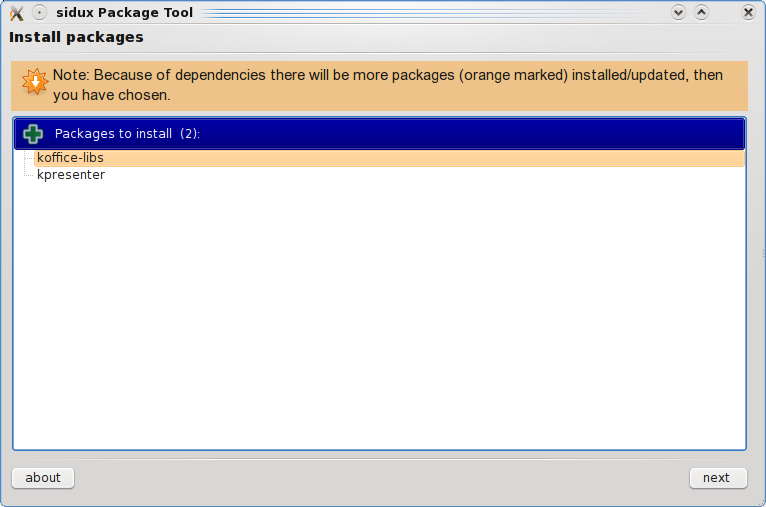 sidux Package Tool
Install packages
Note: Because of dependencies there will be more packages (orange marked) installed/updated, then
you have chosen.
Packages to install (2):
koffice-libs
kpresenter
about
next